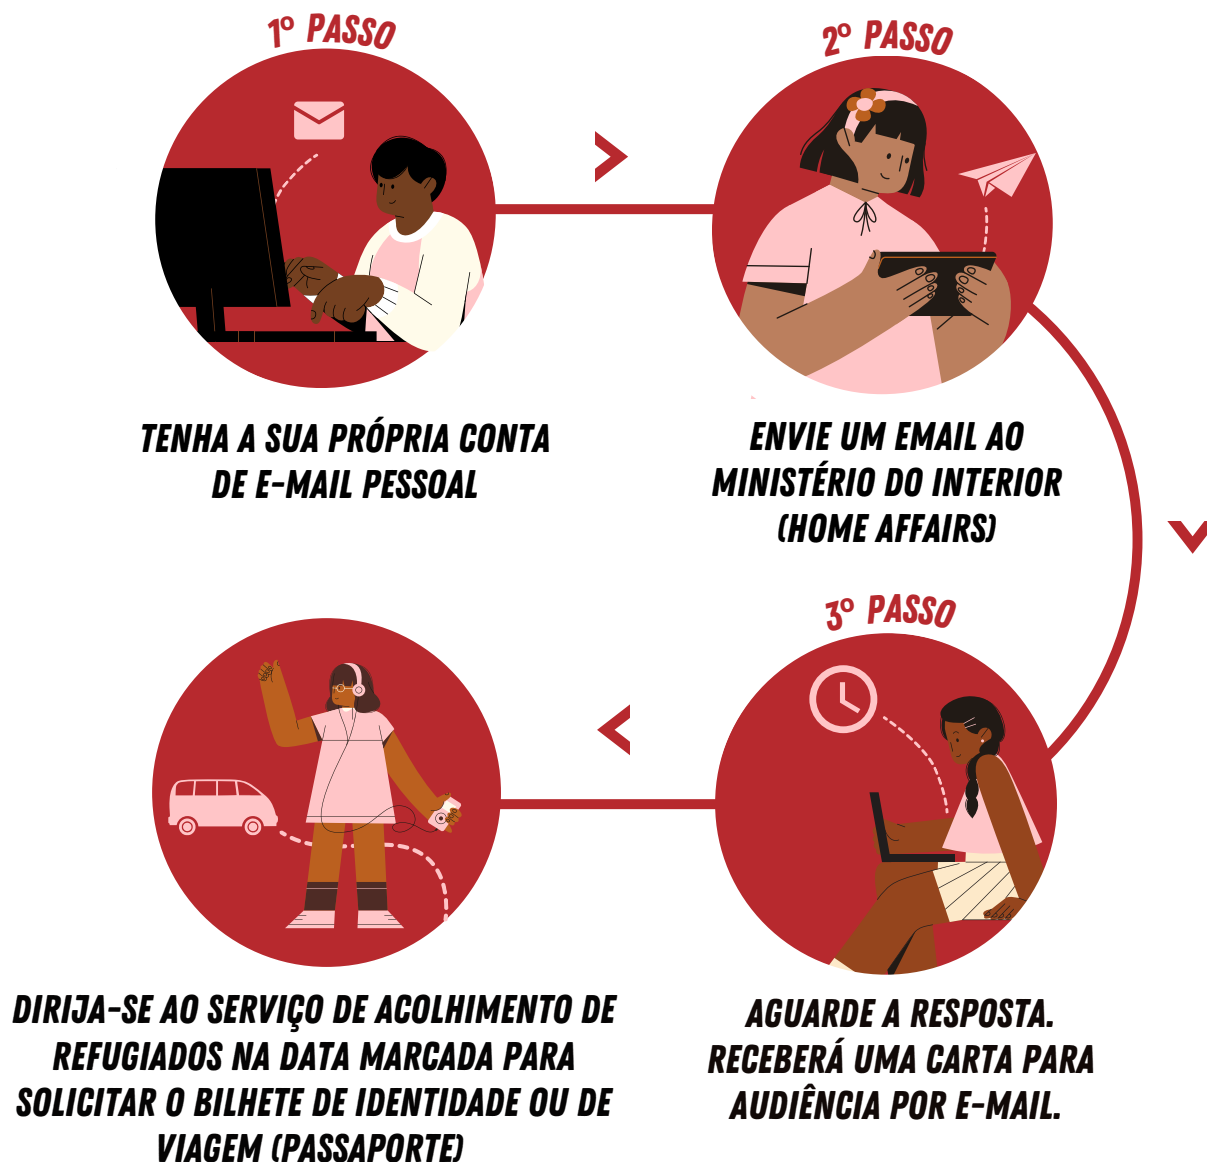 1º PASSO
TENHA A SUA PRÓPRIA CONTA
DE E-MAIL PESSOAL
2º PASSO
ENVIE UM EMAIL AO
MINISTÉRIO DO INTERIOR
(HOME AFFAIRS)
3º PASSO
AGUARDE A RESPOSTA.
RECEBERÁ UMA CARTA PARA
AUDIÊNCIA POR E-MAIL.
DIRIJA-SE AO SERVIÇO DE ACOLHIMENTO DE
REFUGIADOS NA DATA MARCADA PARA
SOLICITAR O BILHETE DE IDENTIDADE OU DE
VIAGEM (PASSAPORTE)